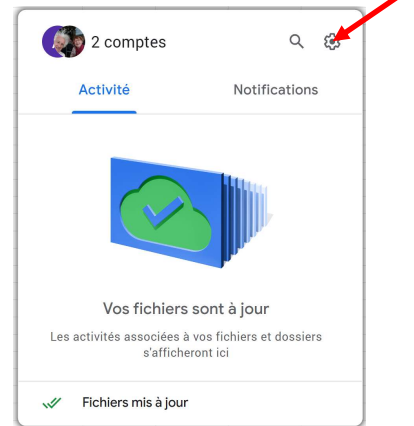 2 comptes
Activité
Notifications
Vos fichiers sont à jour
Les activités associées à vos fichiers et dossiers
s'afficheront ici
Fichiers mis à jour